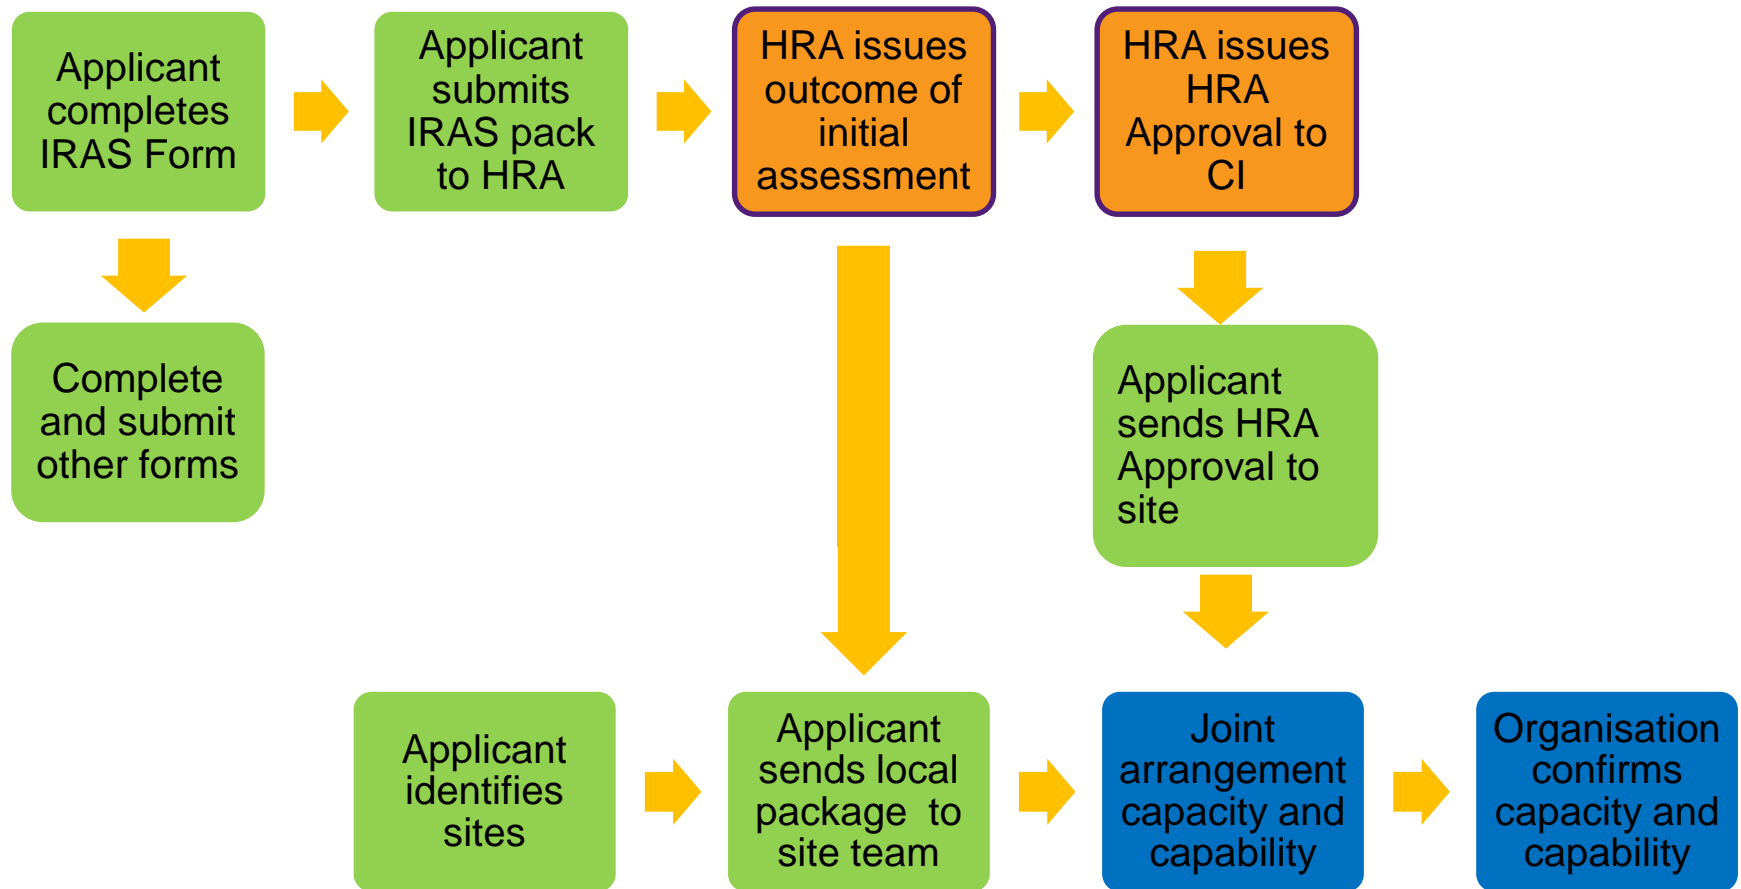 Applicant
completes
IRAS Form
Applicant
submits
IRAS pack
to HRA
HRA issues
outcome of
initial
assessment
HRA issues
HRA
Approval to
CI
Complete
and submit
other forms
Applicant
sends HRA
Approval to
site
Applicant
identifies
sites
Applicant
sends local
package to
site team
Joint
arrangement
capacity and
capability
Organisation
confirms
capacity and
capability